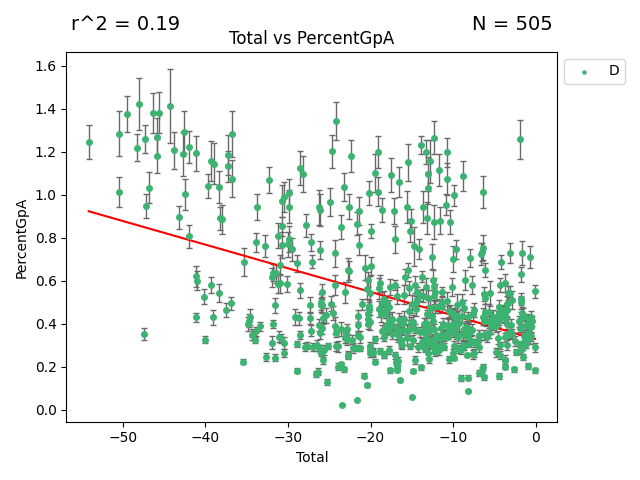 r^2 = 0.19
N = 505
Total vs PercentGpA
D
1.6
1.4
1.2
1.0
0.8
0.6
0.4
0.2
0.0
PercentGpA
−50
−40
−30
−20
−10
0
Total